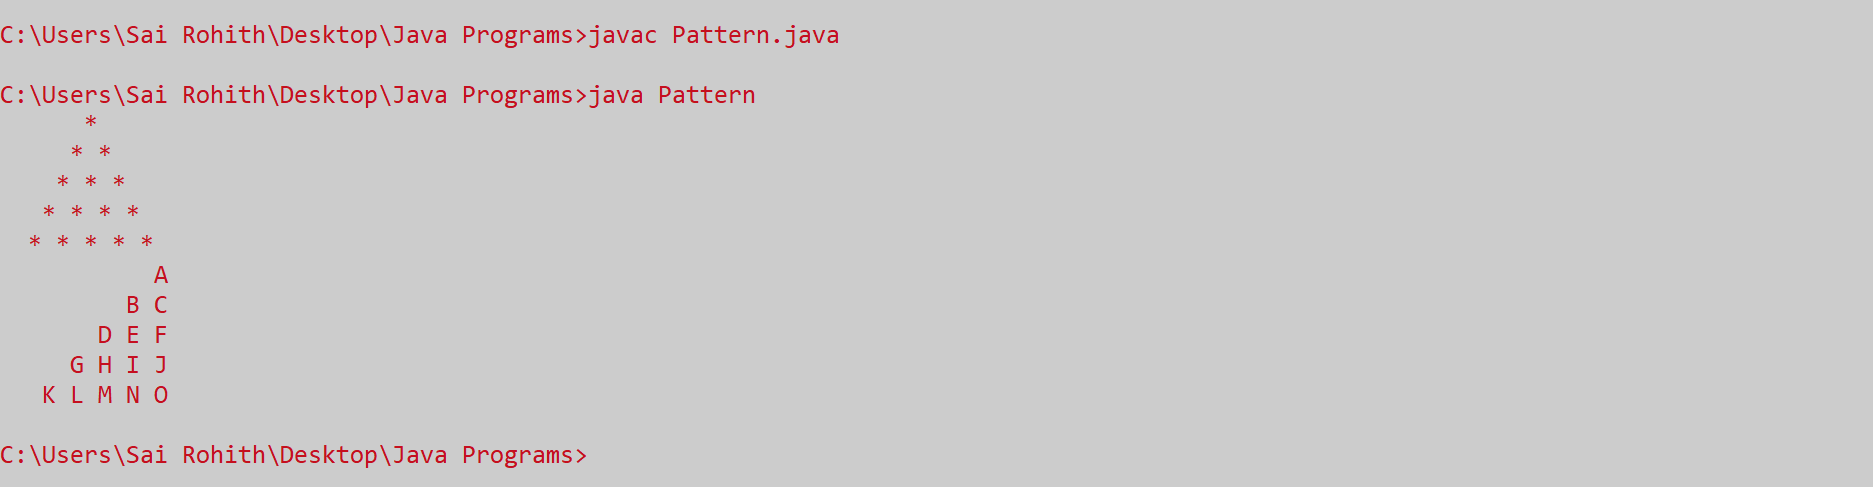 C:\Users\Sai Rohith\Desktop\Java Programs>javac Pattern.java

C:\Users\Sai Rohith\Desktop\Java Programs>java Pattern
      *
     * *
    * * *
   * * * *
  * * * * *
           A
         B C
       D E F
     G H I J
   K L M N O

C:\Users\Sai Rohith\Desktop\Java Programs>